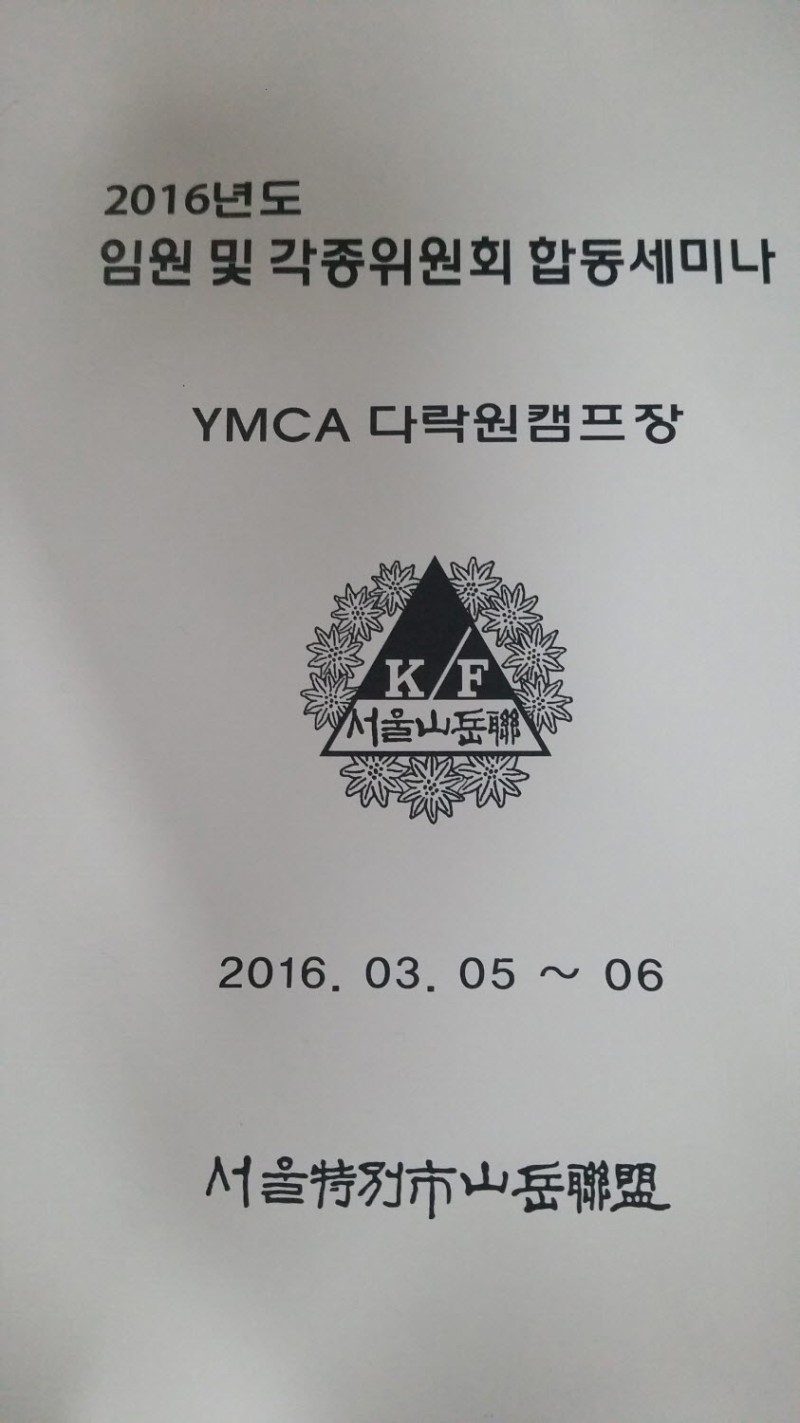 2016년도
임원 및 각종위원회 합동세미나
YMCA 다락원캠프장
K/F
서울山岳聯
2016. 03. 05 ~ 06
서울特別市山岳聯盟